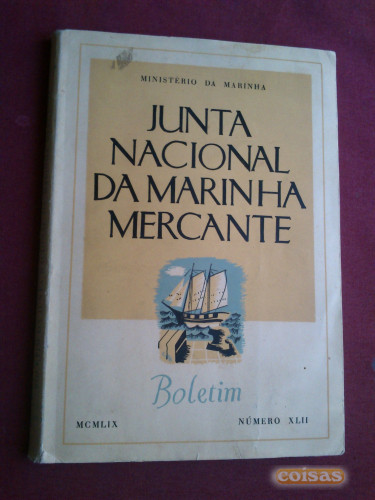 MINISTÉRIO DA MARINHA
JUNTA
NACIONAL
DA MARINHA
MERCANTE
Boletim
MCMLIX NÚMERO XLII
coisas